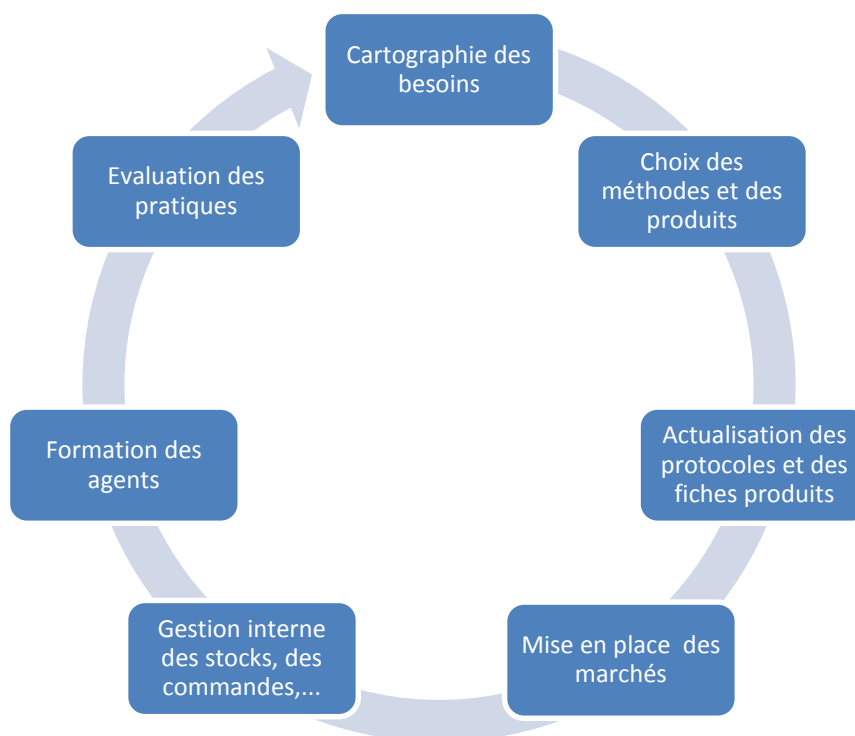 Cartographie des
besoins
Choix des
méthodes et des
produits
Actualisation des
protocoles et des
fiches produits
Mise en place  des
marchés
Gestion interne
des stocks, des
commandes,...
Formation des
agents
Evaluation des
pratiques